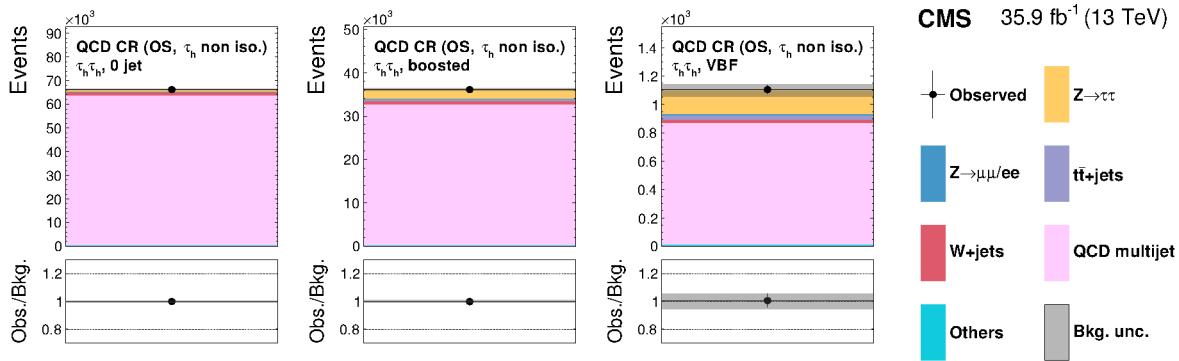 ×10³
Events
90
80
70
60
50
40
30
20
10
0
QCD CR (OS, τₕ non iso.)
τₕτₕ, 0 jet
Obs./Bkg.
1.2
1
0.8
×10³
Events
50
40
30
20
10
0
QCD CR (OS, τₕ non iso.)
τₕτₕ, boosted
Obs./Bkg.
1.2
1
0.8
×10³
Events
1.4
1.2
1
0.8
0.6
0.4
0.2
0
QCD CR (OS, τₕ non iso.)
τₕτₕ, VBF
Obs./Bkg.
1.2
1
0.8
CMS 35.9 fb⁻¹ (13 TeV)
Observed
Z→ττ
Z→μμ/ee
tt̄+jets
W+jets
QCD multijet
Others
Bkg. unc.